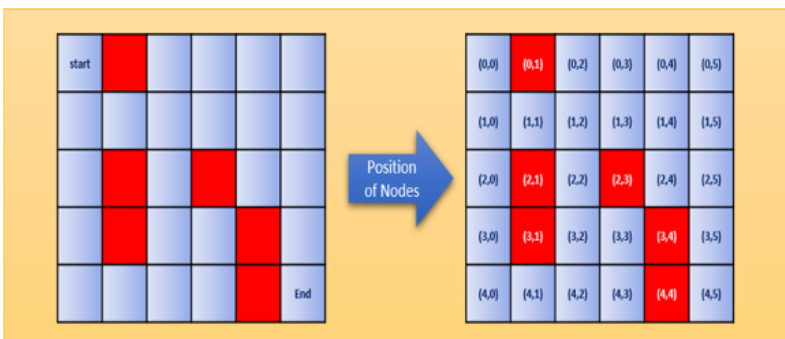 start
End
Position
of Nodes
(0,0) (0,1) (0,2) (0,3) (0,4) (0,5)
(1,0) (1,1) (1,2) (1,3) (1,4) (1,5)
(2,0) (2,1) (2,2) (2,3) (2,4) (2,5)
(3,0) (3,1) (3,2) (3,3) (3,4) (3,5)
(4,0) (4,1) (4,2) (4,3) (4,4) (4,5)